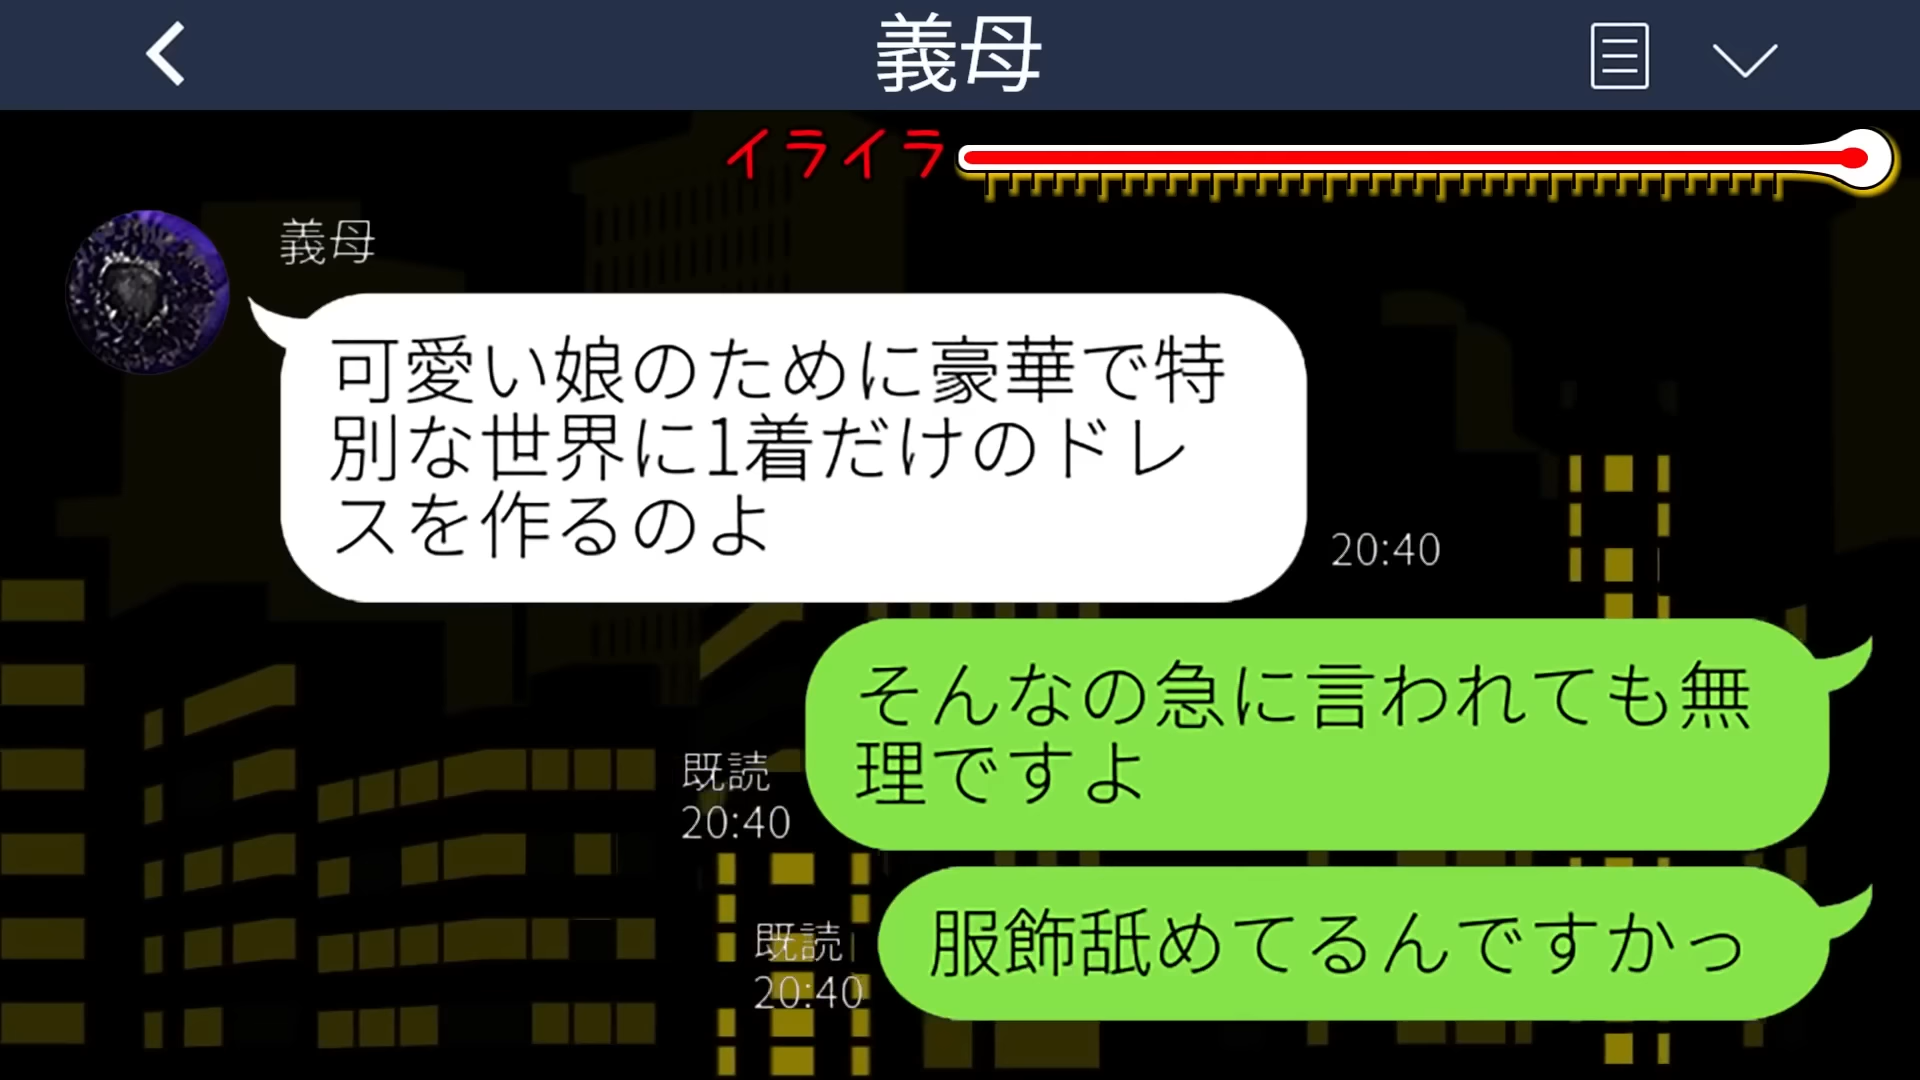 義母
イライラ
義母
可愛い娘のために豪華で特
別な世界に1着だけのドレ
スを作るのよ
20:40
そんなの急に言われても無
理ですよ
既読
20:40
服飾舐めてるんですかっ
既読
20:40